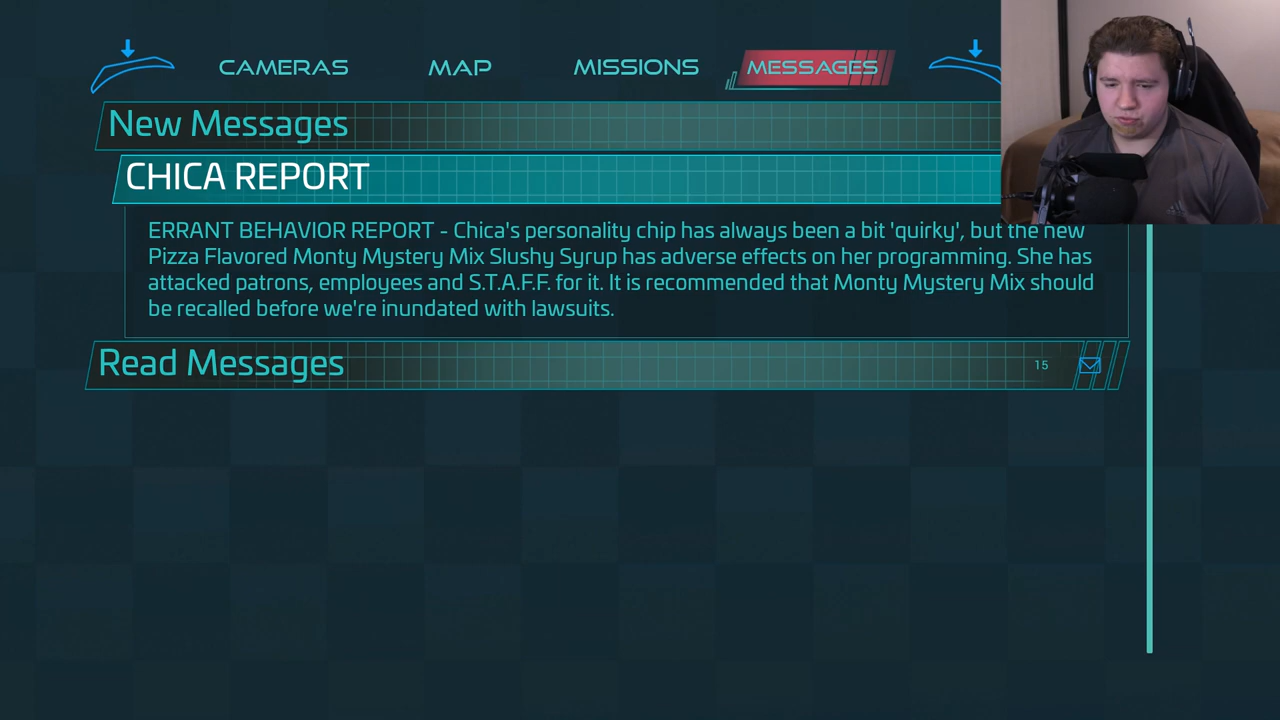 CAMERAS MAP MISSIONS MESSAGES
New Messages
CHICA REPORT
ERRANT BEHAVIOR REPORT - Chica's personality chip has always been a bit 'quirky', but the new
Pizza Flavored Monty Mystery Mix Slushy Syrup has adverse effects on her programming. She has
attacked patrons, employees and S.T.A.F.F. for it. It is recommended that Monty Mystery Mix should
be recalled before we're inundated with lawsuits.
Read Messages 15